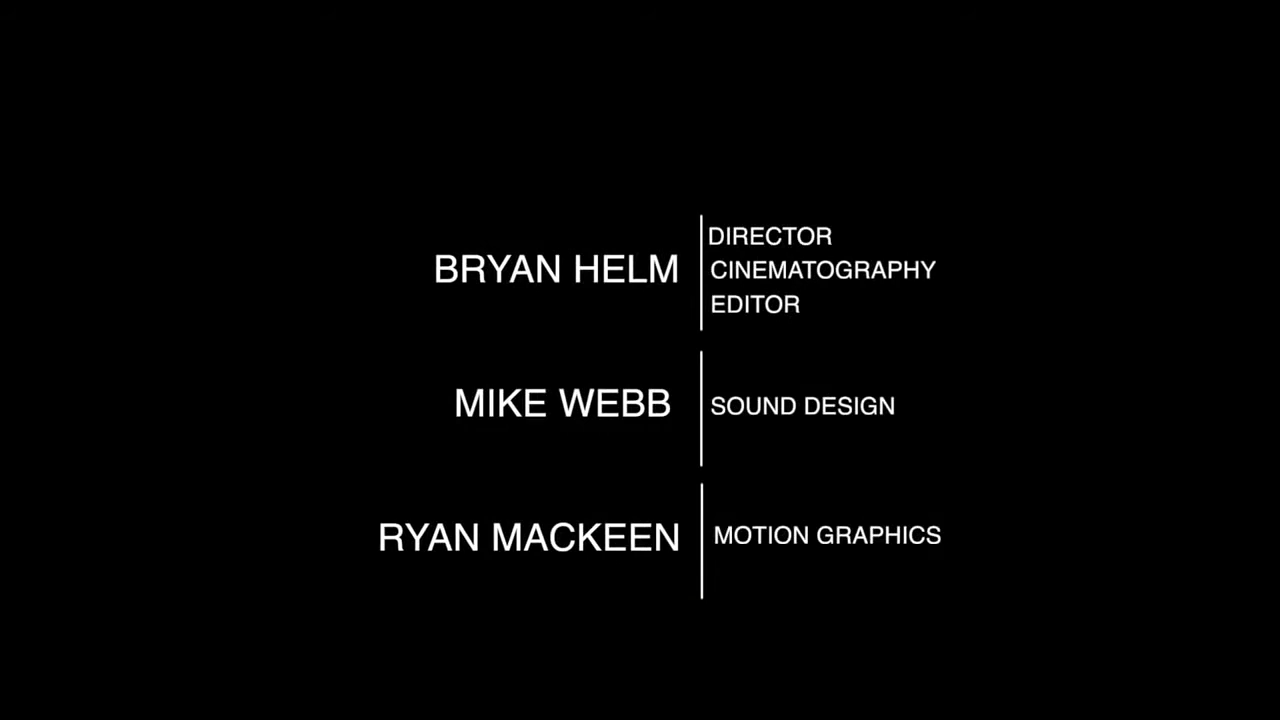 DIRECTOR
BRYAN HELM CINEMATOGRAPHY
EDITOR
MIKE WEBB SOUND DESIGN
RYAN MACKEEN MOTION GRAPHICS